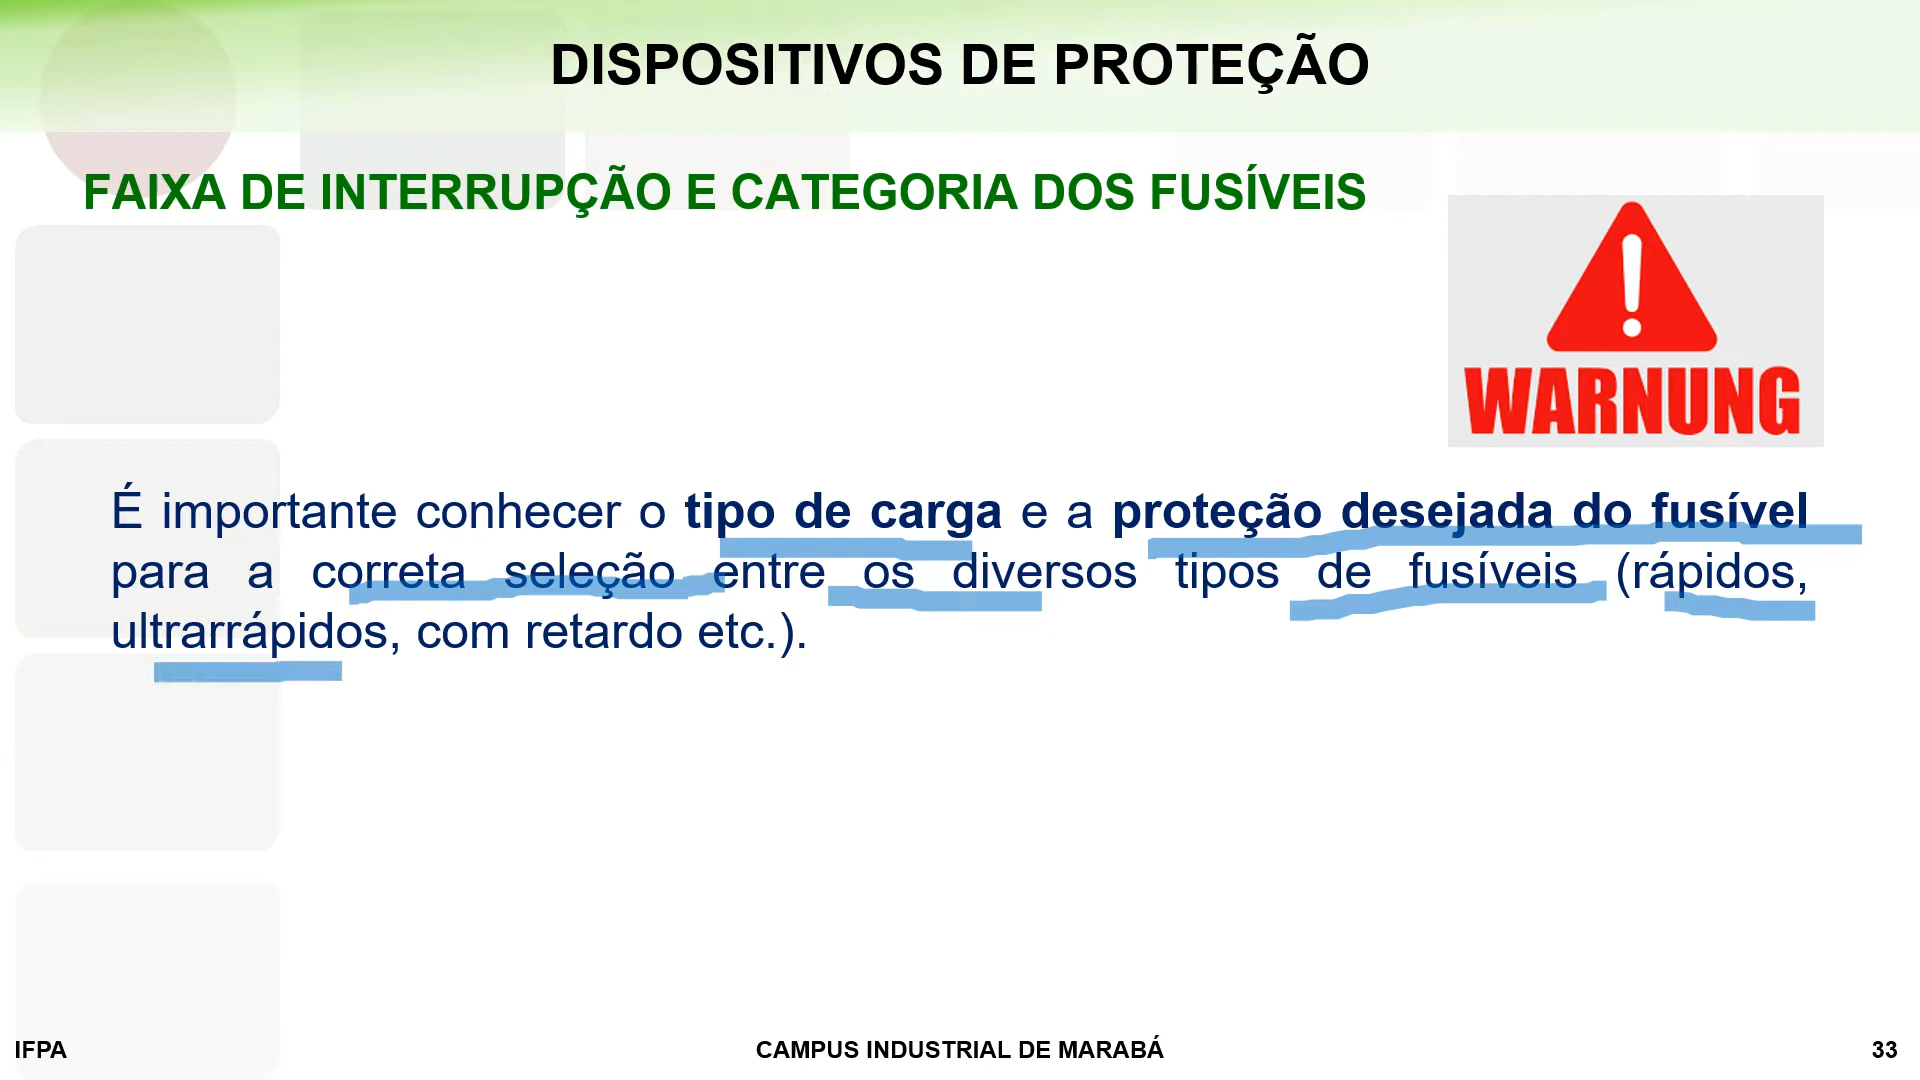 DISPOSITIVOS DE PROTEÇÃO
FAIXA DE INTERRUPÇÃO E CATEGORIA DOS FUSÍVEIS
WARNUNG
É importante conhecer o tipo de carga e a proteção desejada do fusível
para a correta seleção entre os diversos tipos de fusíveis (rápidos,
ultrarrápidos, com retardo etc.).
IFPA
CAMPUS INDUSTRIAL DE MARABÁ
33